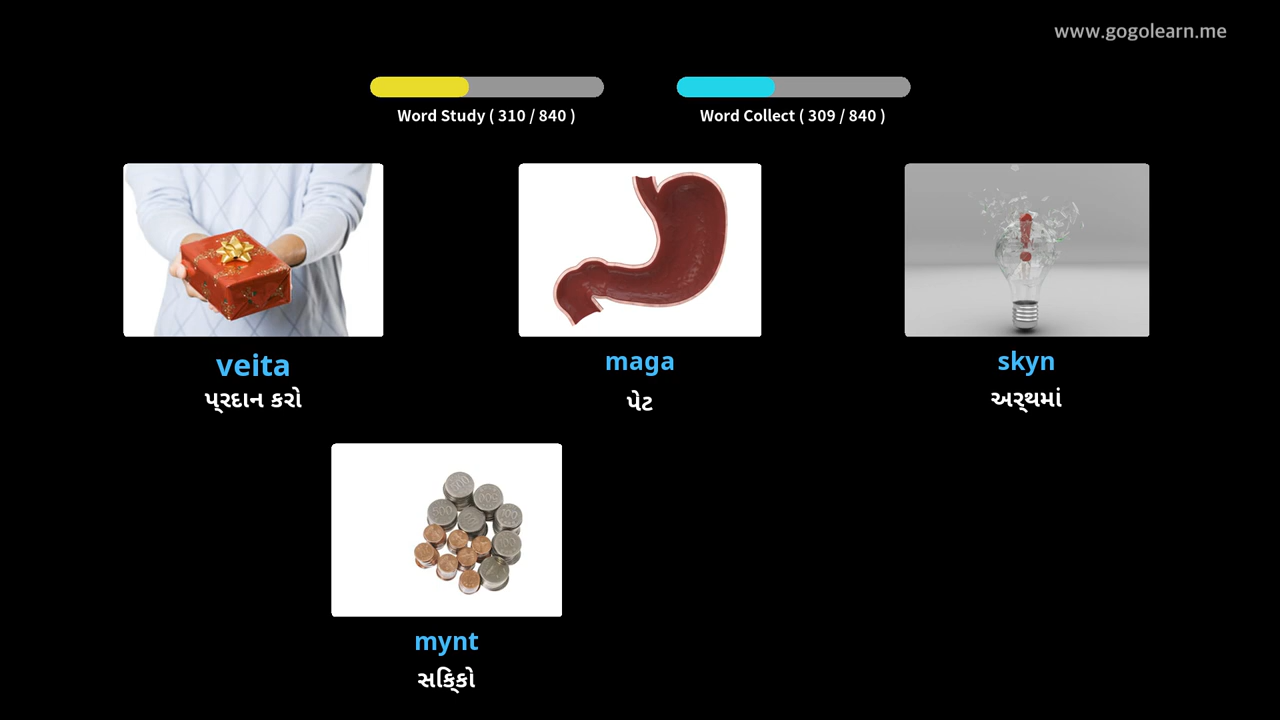 www.gogolearn.me
Word Study ( 310 / 840 )
Word Collect ( 309 / 840 )
veita
પ્રદાન કરો
maga
પેટ
skyn
અર્થમાં
mynt
સિક્કો